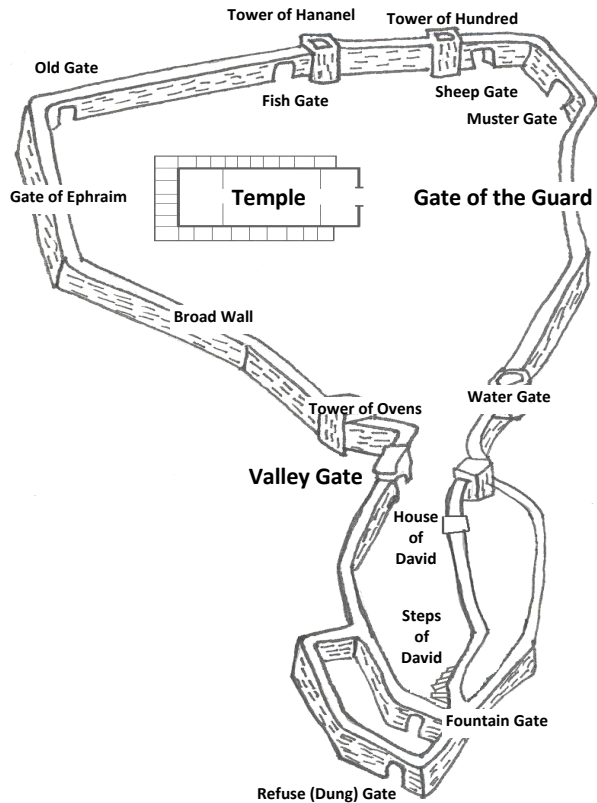 Tower of Hananel
Tower of Hundred
Old Gate
Fish Gate
Sheep Gate
Muster Gate
Gate of Ephraim
Temple
Gate of the Guard
Broad Wall
Tower of Ovens
Water Gate
Valley Gate
House
of
David
Steps
of
David
Fountain Gate
Refuse (Dung) Gate